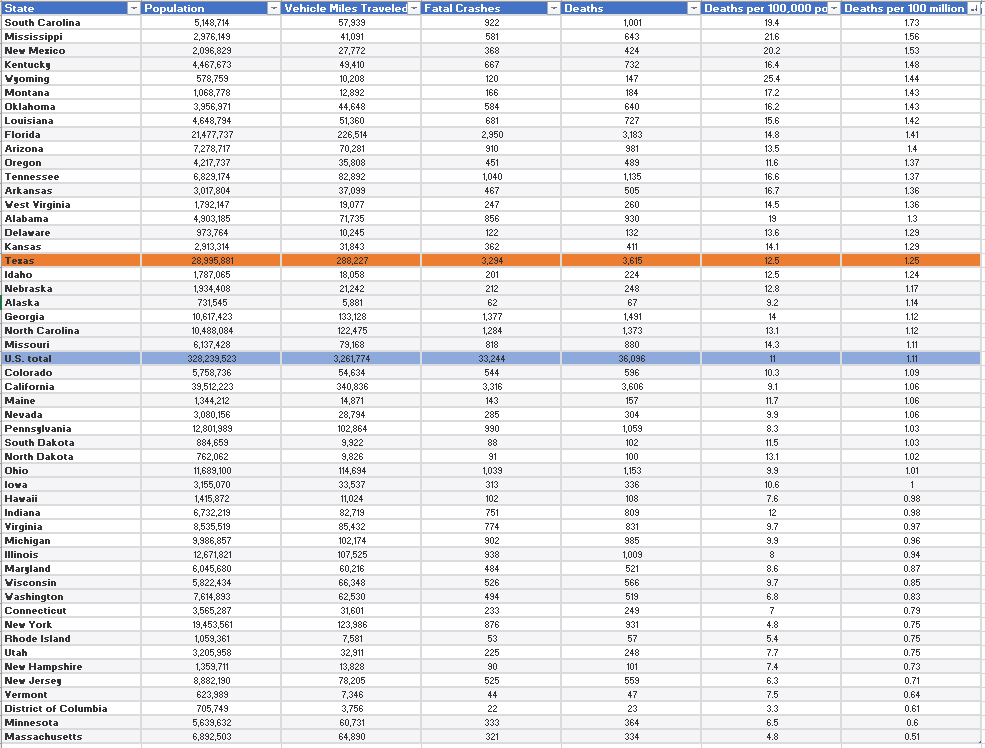 State Population Vehicle Miles Traveled Fatal Crashes Deaths Deaths per 100,000 po Deaths per 100 million
South Carolina 5,148,714 57,939 922 1,001 19.4 1.73
Mississippi 2,976,149 41,091 581 643 21.6 1.56
New Mexico 2,096,829 27,772 368 424 20.2 1.53
Kentucky 4,467,673 49,410 667 732 16.4 1.48
Wyoming 578,759 10,208 120 147 25.4 1.44
Montana 1,068,778 12,892 166 184 17.2 1.43
Oklahoma 3,956,971 44,648 584 640 16.2 1.43
Louisiana 4,648,794 51,360 681 727 15.6 1.42
Florida 21,477,737 226,514 2,950 3,183 14.8 1.41
Arizona 7,278,717 70,281 910 981 13.5 1.4
Oregon 4,217,737 35,808 451 489 11.6 1.37
Tennessee 6,829,174 82,892 1,040 1,135 16.6 1.37
Arkansas 3,017,804 37,099 467 505 16.7 1.36
West Virginia 1,792,147 19,077 247 260 14.5 1.36
Alabama 4,903,185 71,735 856 930 19 1.3
Delaware 973,764 10,245 122 132 13.6 1.29
Kansas 2,913,314 31,843 362 411 14.1 1.29
Texas 28,995,881 288,227 3,294 3,615 12.5 1.25
Idaho 1,787,065 18,058 201 224 12.5 1.24
Nebraska 1,934,408 21,242 212 248 12.8 1.17
Alaska 731,545 5,881 62 67 9.2 1.14
Georgia 10,617,423 133,128 1,377 1,491 14 1.12
North Carolina 10,488,084 122,475 1,284 1,373 13.1 1.12
Missouri 6,137,428 79,168 818 880 14.3 1.11
U.S. total 328,239,523 3,261,774 33,244 36,096 11 1.11
Colorado 5,758,736 54,634 544 596 10.3 1.09
California 39,512,223 340,836 3,316 3,606 9.1 1.06
Maine 1,344,212 14,871 143 157 11.7 1.06
Nevada 3,080,156 28,794 285 304 9.9 1.06
Pennsylvania 12,801,989 102,864 990 1,059 8.3 1.03
South Dakota 884,659 9,922 88 102 11.5 1.03
North Dakota 762,062 9,826 91 100 13.1 1.02
Ohio 11,689,100 114,694 1,039 1,153 9.9 1.01
Iowa 3,155,070 33,537 313 336 10.6 1
Hawaii 1,415,872 11,024 102 108 7.6 0.98
Indiana 6,732,219 82,719 751 809 12 0.98
Virginia 8,535,519 85,432 774 831 9.7 0.97
Michigan 9,986,857 102,174 902 985 9.9 0.96
Illinois 12,671,821 107,525 938 1,009 8 0.94
Maryland 6,045,680 60,216 484 521 8.6 0.87
Wisconsin 5,822,434 66,348 526 566 9.7 0.85
Washington 7,614,893 62,530 494 519 6.8 0.83
Connecticut 3,565,287 31,601 233 249 7 0.79
New York 19,453,561 123,986 876 931 4.8 0.75
Rhode Island 1,059,361 7,581 53 57 5.4 0.75
Utah 3,205,958 32,911 225 248 7.7 0.75
New Hampshire 1,359,711 13,828 90 101 7.4 0.73
New Jersey 8,882,190 78,205 525 559 6.3 0.71
Vermont 623,989 7,346 44 47 7.5 0.64
District of Columbia 705,749 3,756 22 23 3.3 0.61
Minnesota 5,639,632 60,731 333 364 6.5 0.6
Massachusetts 6,892,503 64,890 321 334 4.8 0.51